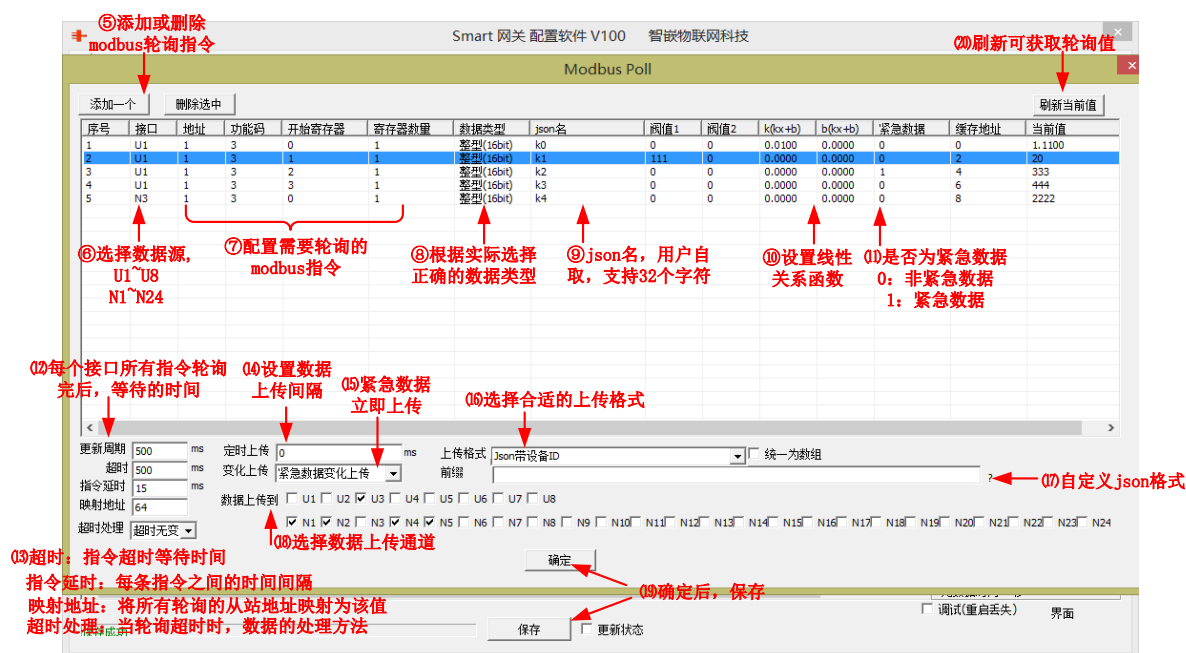 ⑤添加或删除
modbus轮询指令
Smart 网关 配置软件 V100 智嵌物联网科技
⒇刷新可获取轮询值
Modbus Poll
添加一个 删除选中 刷新当前值
序号 接口 地址 功能码 开始寄存器 寄存器数量 数据类型 json名 阀值1 阀值2 k(kx+b) b(kx+b) 紧急数据 缓存地址 当前值
1 U1 1 3 0 1 整型(16bit) k0 0 0 0.0100 0.0000 0 0 1.1100
2 U1 1 3 1 1 整型(16bit) k1 111 0 0.0000 0.0000 0 2 20
3 U1 1 3 2 1 整型(16bit) k2 0 0 0.0000 0.0000 1 4 333
4 U1 1 3 3 1 整型(16bit) k3 0 0 0.0000 0.0000 0 6 444
5 N3 1 3 0 1 整型(16bit) k4 0 0 0.0000 0.0000 0 8 2222
⑥选择数据源,
U1~U8
N1~N24
⑦配置需要轮询的
modbus指令
⑧根据实际选择
正确的数据类型
⑨json名，用户自
取，支持32个字符
⑩设置线性
关系函数
⑾是否为紧急数据
0：非紧急数据
1：紧急数据
⑿每个接口所有指令轮询
完后，等待的时间
⒁设置数据
上传间隔
⒂紧急数据
立即上传
⒃选择合适的上传格式
更新周期 500 ms 定时上传 0 ms 上传格式 Json带设备ID 统一为数组
超时 500 ms 变化上传 紧急数据变化上传 前缀 ?
⒄自定义json格式
指令延时 15 ms
数据上传到 U1 U2 U3 U4 U5 U6 U7 U8
映射地址 64
N1 N2 N3 N4 N5 N6 N7 N8 N9 N10 N11 N12 N13 N14 N15 N16 N17 N18 N19 N20 N21 N22 N23 N24
超时处理 超时无变
⒅选择数据上传通道
⒀超时：指令超时等待时间
确定
指令延时：每条指令之间的时间间隔
⒆确定后，保存
映射地址：将所有轮询的从站地址映射为该值
调试(重启丢失) 界面
超时处理：当轮询超时时，数据的处理方法
保存 更新状态